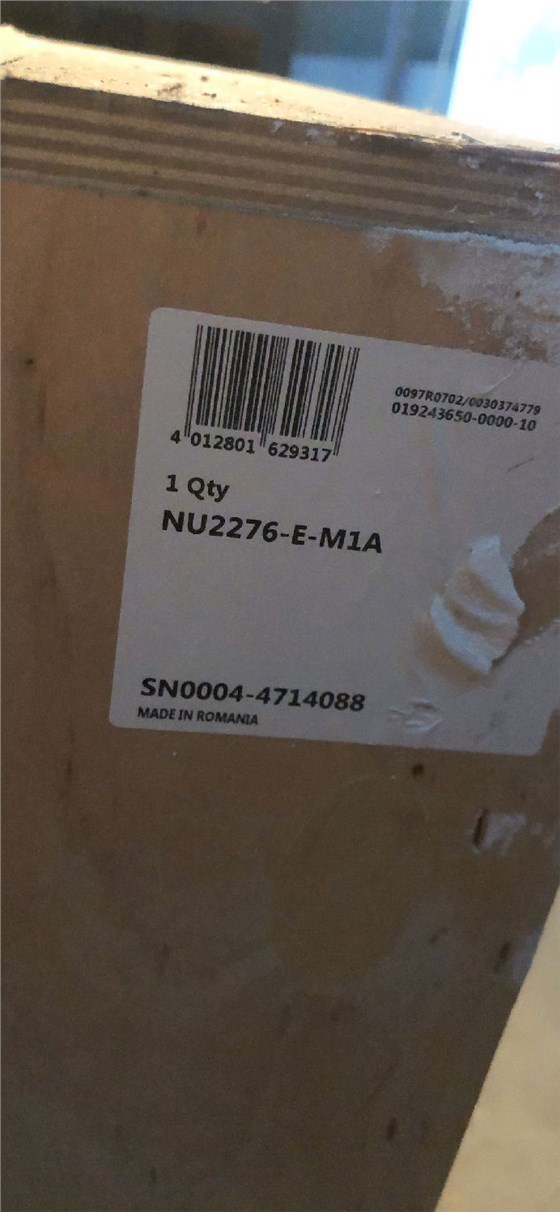 4 012801 629317
0097R0702/0030374779
019243650-0000-10
1 Qty
NU2276-E-M1A
SN0004-4714088
MADE IN ROMANIA